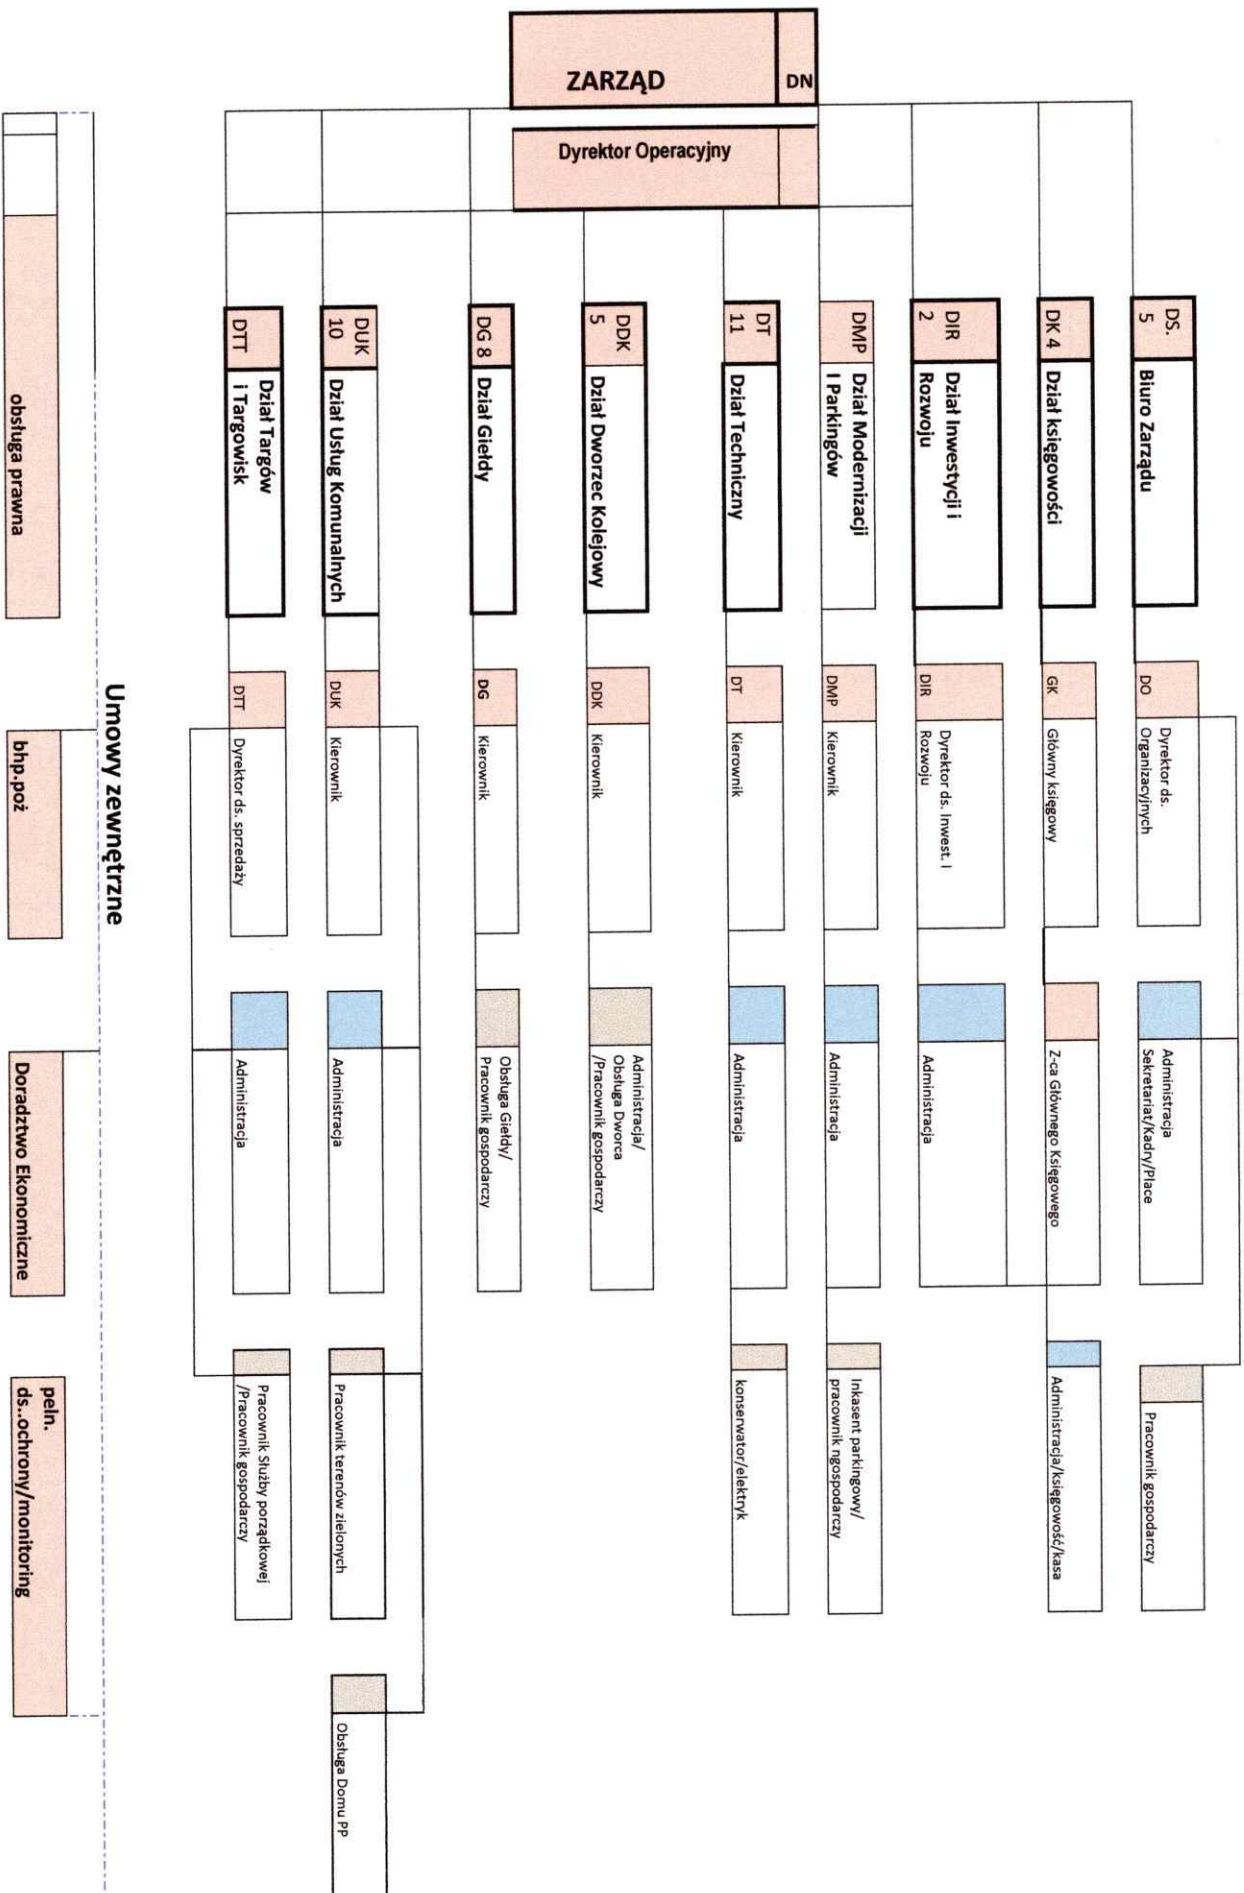 ZARZĄD
DN
Dyrektor Operacyjny
DS.
5
Biuro Zarządu
DO
Dyrektor ds.
Organizacyjnych
Administracja
Sekretariat/Kadry/Płace
Pracownik gospodarczy
DK 4
Dział księgowości
GK
Główny księgowy
Z-ca Głównego Księgowego
Administracja/księgowość/kasa
DIR
2
Dział Inwestycji i
Rozwoju
DIR
Dyrektor ds. Inwest. I
Rozwoju
Administracja
DMP
Dział Modernizacji
I Parkingów
DMP
Kierownik
Administracja
Inkasent parkingowy/
pracownik ngospodarczy
DT
11
Dział Techniczny
DT
Kierownik
Administracja
konserwator/elektryk
DDK
5
Dział Dworzec Kolejowy
DDK
Kierownik
Administracja/
Obsługa Dworca
/Pracownik gospodarczy
DG 8
Dział Giełdy
DG
Kierownik
Obsługa Giełdy/
Pracownik gospodarczy
DUK
10
Dział Usług Komunalnych
DUK
Kierownik
Administracja
Pracownik terenów zielonych
Obsługa Domu PP
DTT
Dział Targów
i Targowisk
DTT
Dyrektor ds. sprzedaży
Administracja
Pracownik Służby porządkowej
/Pracownik gospodarczy
Umowy zewnętrzne
obsługa prawna
bhp.poż
Doradztwo Ekonomiczne
pełn.
ds..ochrony/monitoring